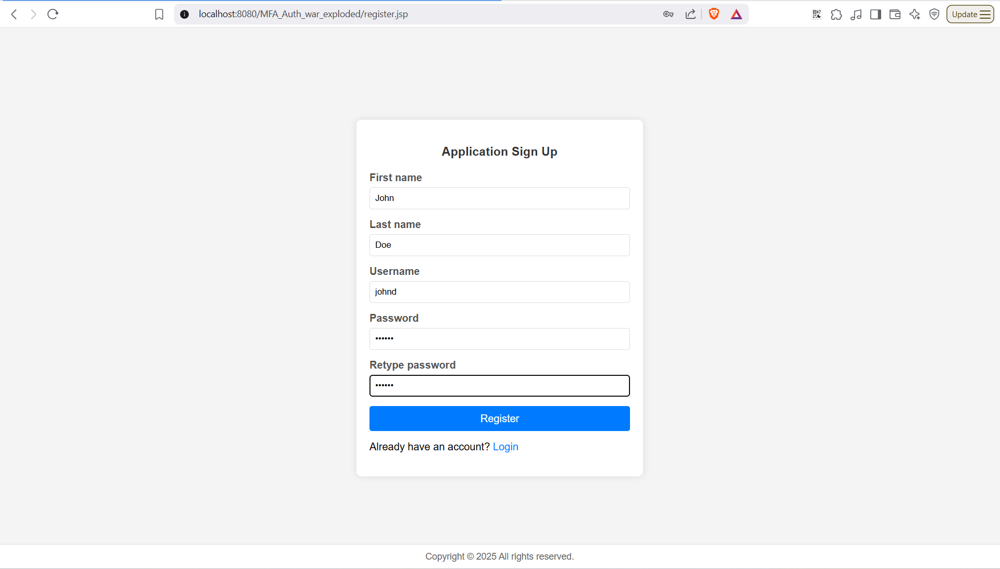 localhost:8080/MFA_Auth_war_exploded/register.jsp
Update
Application Sign Up
First name
John
Last name
Doe
Username
johnd
Password
••••••
Retype password
••••••
Register
Already have an account? Login
Copyright © 2025 All rights reserved.